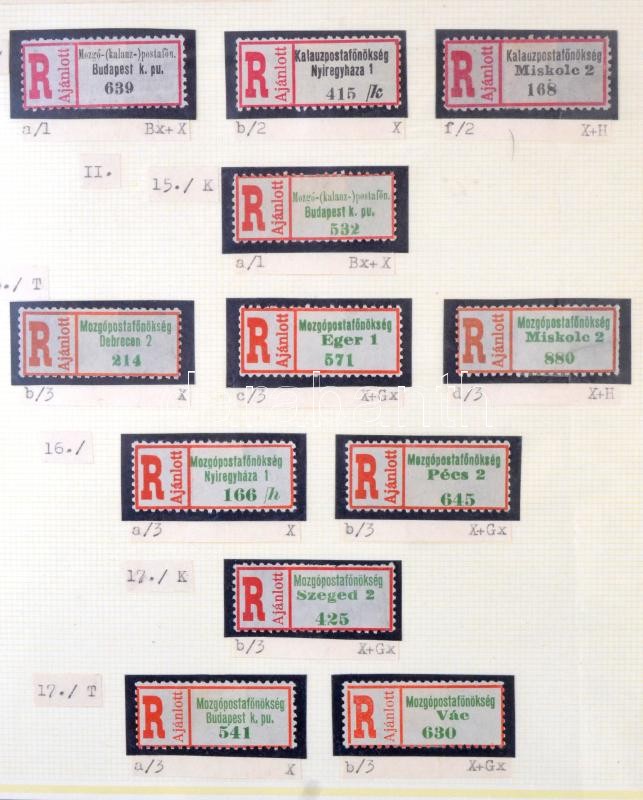 R Ajánlott Mozgó-(kalauz-)postafőn.
Budapest k. pu.
639
R Ajánlott Kalauzpostafőnökség
Nyiregyháza 1
415 /k
R Ajánlott Kalauzpostafőnökség
Miskolc 2
168
a/1 Bx+X
b/2 X
f/2 X+H
II. 15./ K
R Ajánlott Mozgó-(kalauz-)postafőn.
Budapest k. pu.
532
a/1 Bx+X
/ T
R Ajánlott Mozgópostafőnökség
Debrecen 2
214
R Ajánlott Mozgópostafőnökség
Eger 1
571
R Ajánlott Mozgópostafőnökség
Miskolc 2
880
b/3 X
c/3 X+Gx
d/3 X+H
16./
R Ajánlott Mozgópostafőnökség
Nyiregyháza 1
166 /h
R Ajánlott Mozgópostafőnökség
Pécs 2
645
a/3 X
b/3 X+Gx
17./ K
R Ajánlott Mozgópostafőnökség
Szeged 2
425
b/3 X+Gx
17./ T
R Ajánlott Mozgópostafőnökség
Budapest k. pu.
541
R Ajánlott Mozgópostafőnökség
Vác
630
a/3 X
b/3 X+Gx